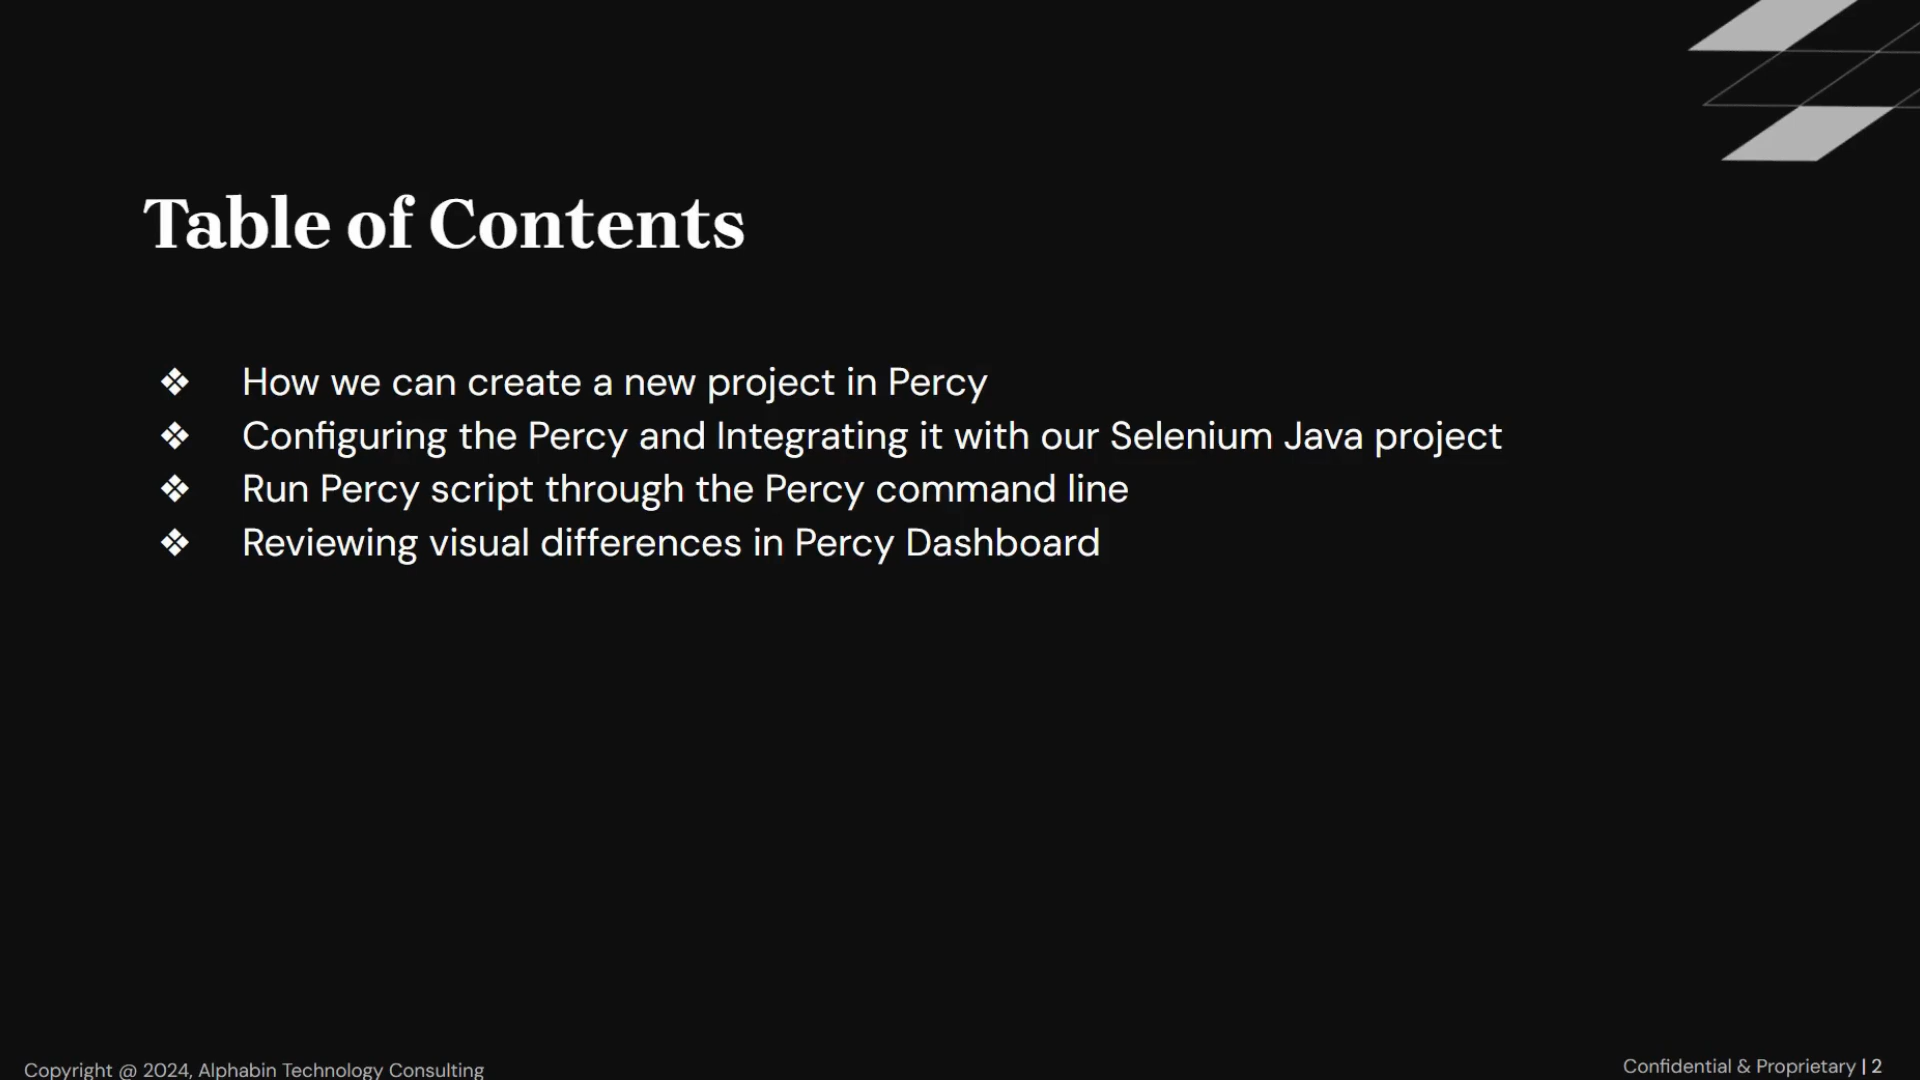 Table of Contents
❖ How we can create a new project in Percy
❖ Configuring the Percy and Integrating it with our Selenium Java project
❖ Run Percy script through the Percy command line
❖ Reviewing visual differences in Percy Dashboard
Copyright @ 2024, Alphabin Technology Consulting
Confidential & Proprietary | 2